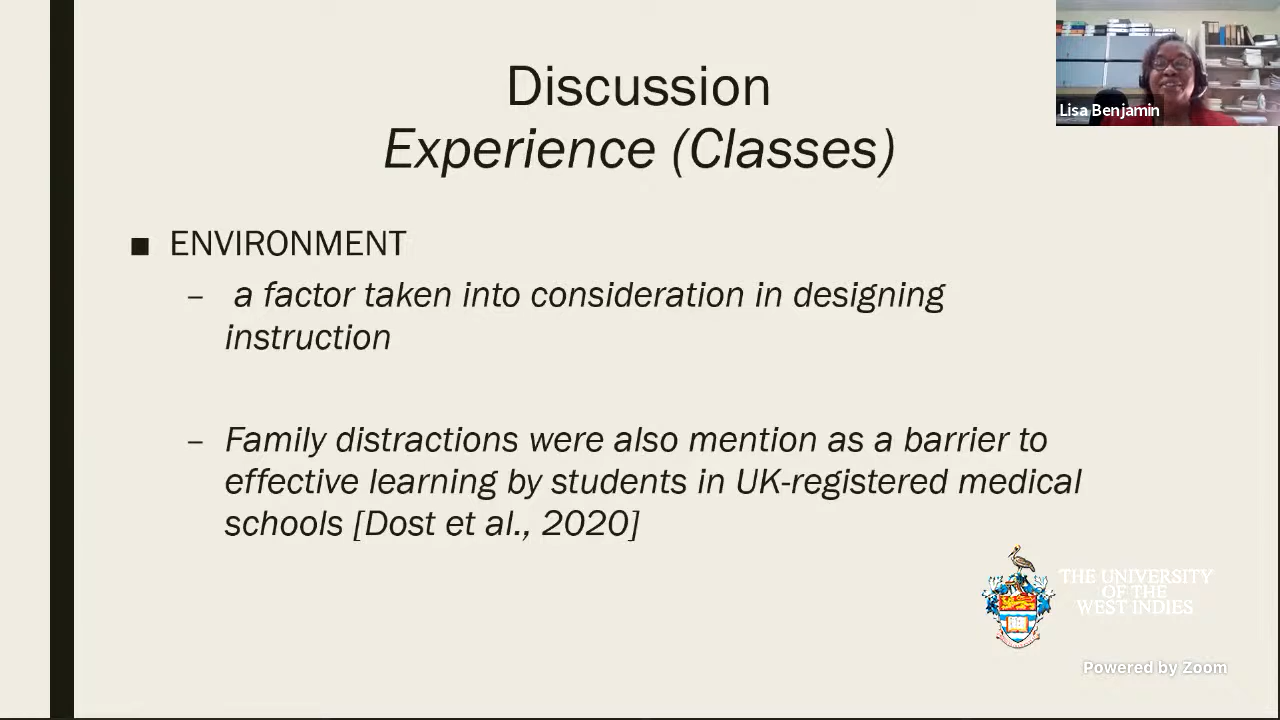 Discussion
Experience (Classes)
Lisa Benjamin
■ ENVIRONMENT
– a factor taken into consideration in designing
instruction
– Family distractions were also mention as a barrier to
effective learning by students in UK-registered medical
schools [Dost et al., 2020]
THE UNIVERSITY
OF THE
WEST INDIES
Powered by Zoom